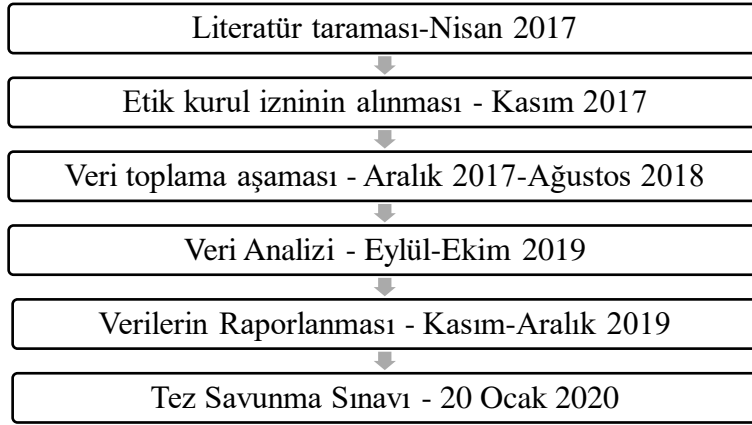 Literatür taraması-Nisan 2017
Etik kurul izninin alınması - Kasım 2017
Veri toplama aşaması - Aralık 2017-Ağustos 2018
Veri Analizi - Eylül-Ekim 2019
Verilerin Raporlanması - Kasım-Aralık 2019
Tez Savunma Sınavı - 20 Ocak 2020